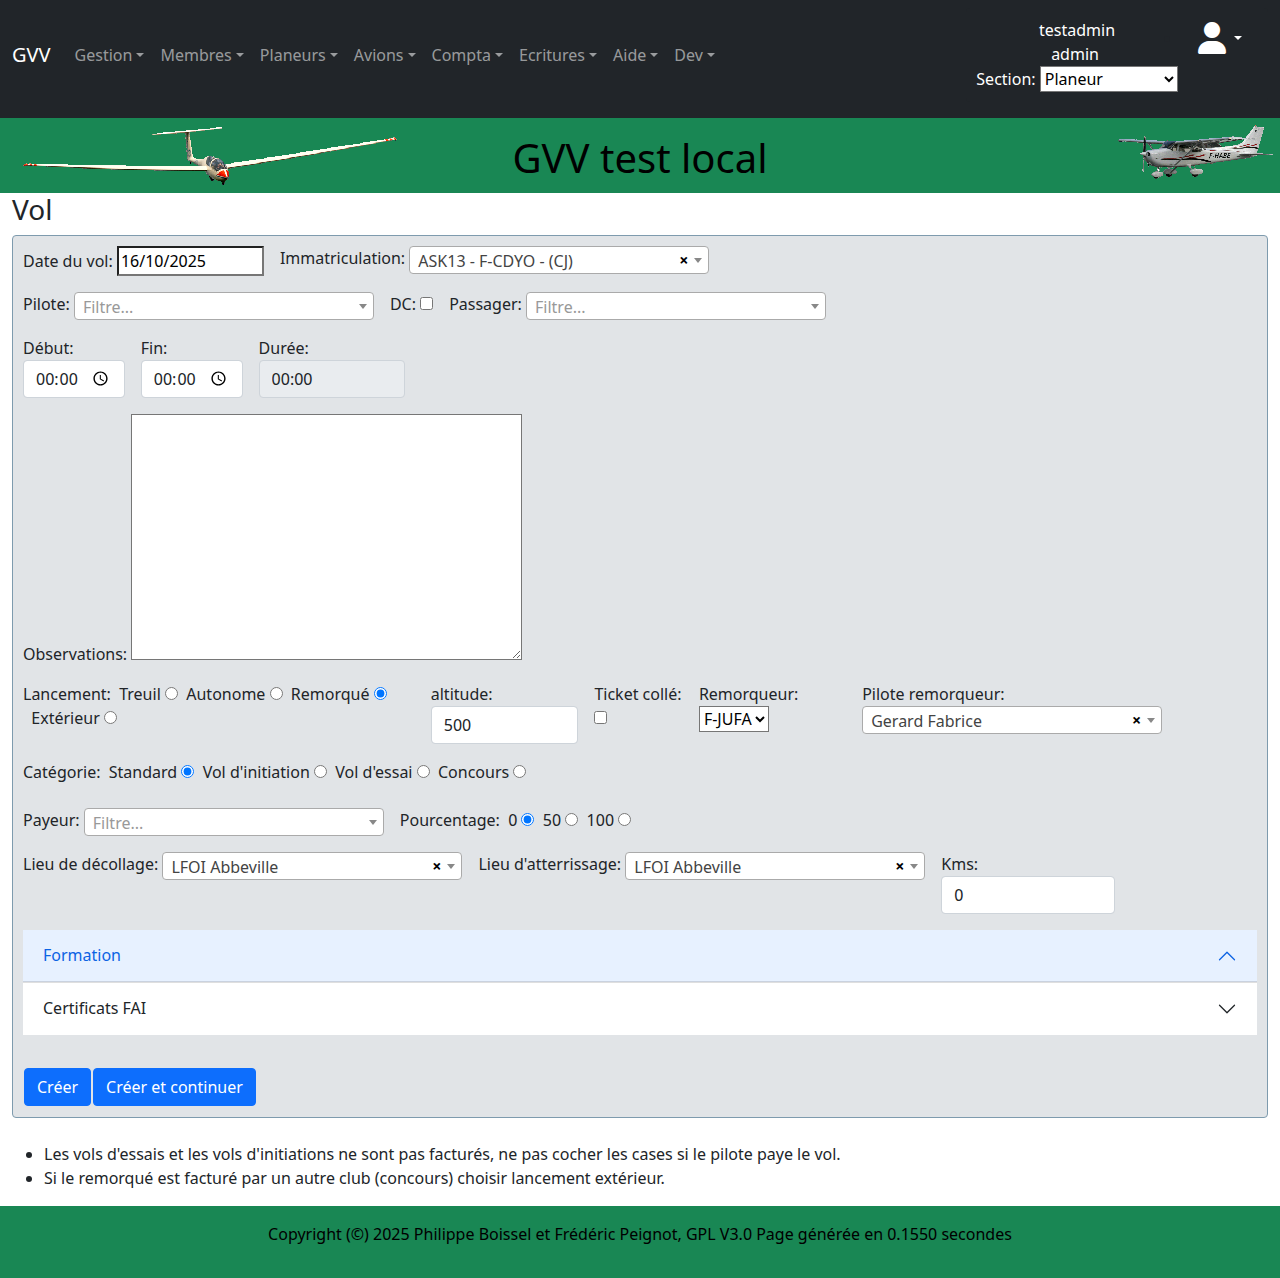 GVV Gestion Membres Planeurs Avions Compta Ecritures Aide Dev
testadmin
admin
Section: Planeur
GVV test local
F-HABE
Vol
Date du vol: 16/10/2025 Immatriculation: ASK13 - F-CDYO - (CJ) ×
Pilote: Filtre... DC: Passager: Filtre...
Début: Fin: Durée:
00:00 00:00 00:00
Observations:
Lancement: Treuil Autonome Remorqué altitude: Ticket collé: Remorqueur: Pilote remorqueur:
Extérieur 500 F-JUFA Gerard Fabrice ×
Catégorie: Standard Vol d'initiation Vol d'essai Concours
Payeur: Filtre... Pourcentage: 0 50 100
Lieu de décollage: LFOI Abbeville × Lieu d'atterrissage: LFOI Abbeville × Kms:
0
Formation
Certificats FAI
Créer Créer et continuer
• Les vols d'essais et les vols d'initiations ne sont pas facturés, ne pas cocher les cases si le pilote paye le vol.
• Si le remorqué est facturé par un autre club (concours) choisir lancement extérieur.
Copyright (©) 2025 Philippe Boissel et Frédéric Peignot, GPL V3.0 Page générée en 0.1550 secondes